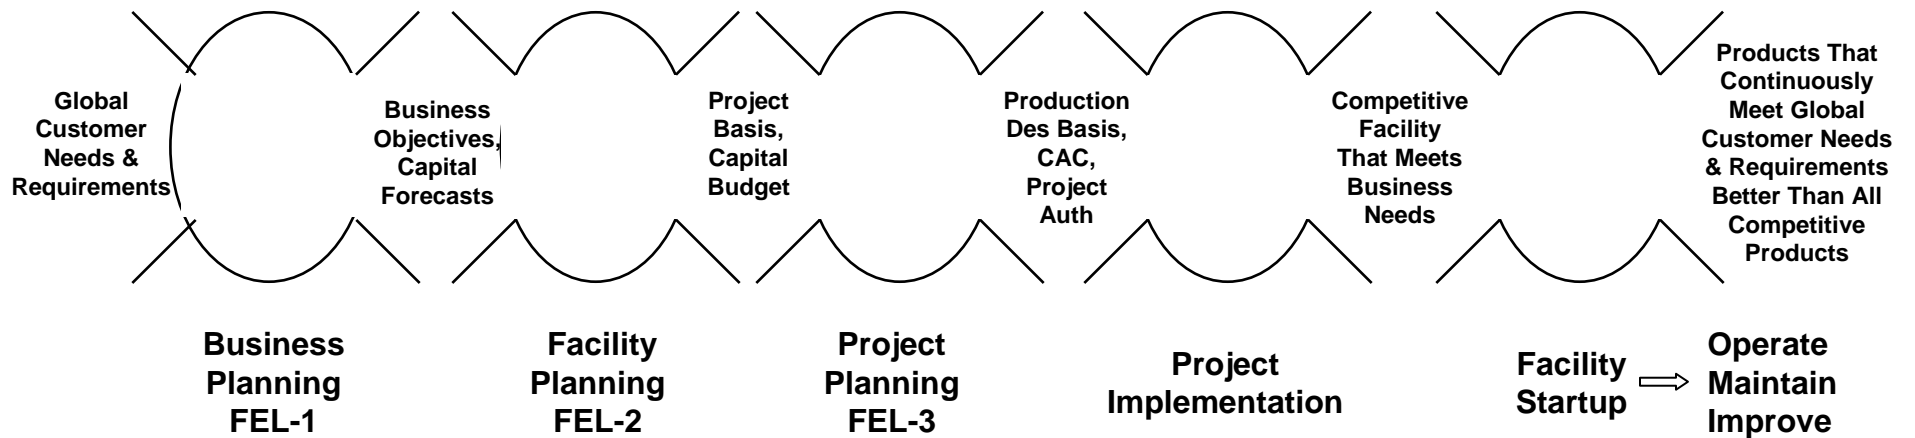 Global
Customer
Needs &
Requirements
Business
Objectives,
Capital
Forecasts
Project
Basis,
Capital
Budget
Production
Des Basis,
CAC,
Project
Auth
Competitive
Facility
That Meets
Business
Needs
Products That
Continuously
Meet Global
Customer Needs
& Requirements
Better Than All
Competitive
Products
Business
Planning
FEL-1
Facility
Planning
FEL-2
Project
Planning
FEL-3
Project
Implementation
Facility
Startup
Operate
Maintain
Improve